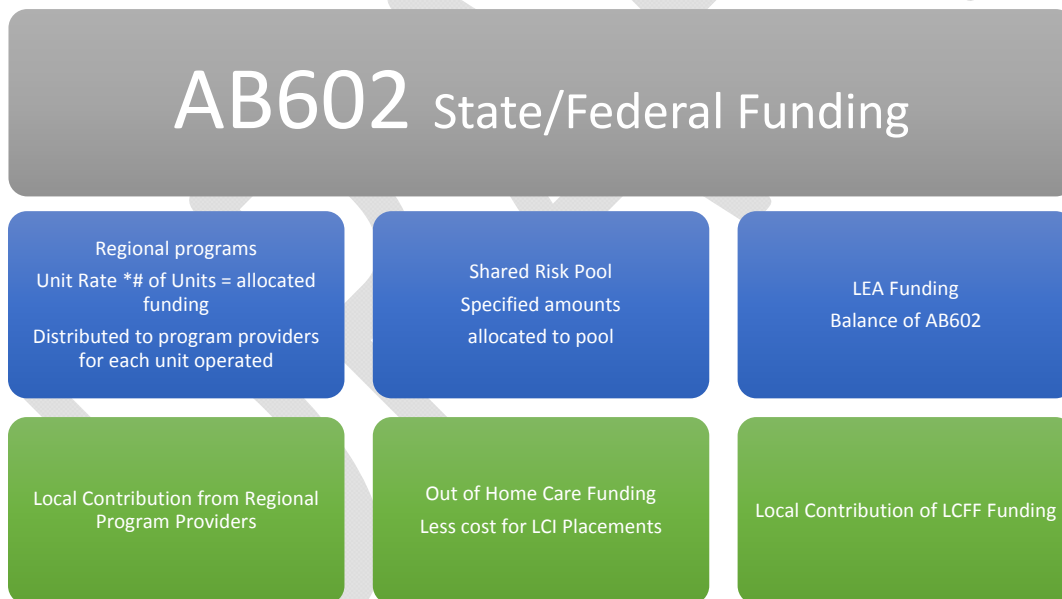 AB602 State/Federal Funding
Regional programs
Unit Rate *# of Units = allocated
funding
Distributed to program providers
for each unit operated
Shared Risk Pool
Specified amounts
allocated to pool
LEA Funding
Balance of AB602
Local Contribution from Regional
Program Providers
Out of Home Care Funding
Less cost for LCI Placements
Local Contribution of LCFF Funding